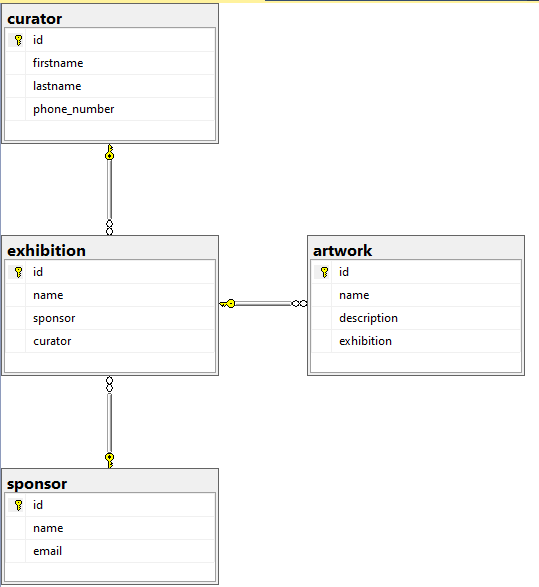 curator
id
firstname
lastname
phone_number
exhibition
id
name
sponsor
curator
artwork
id
name
description
exhibition
sponsor
id
name
email